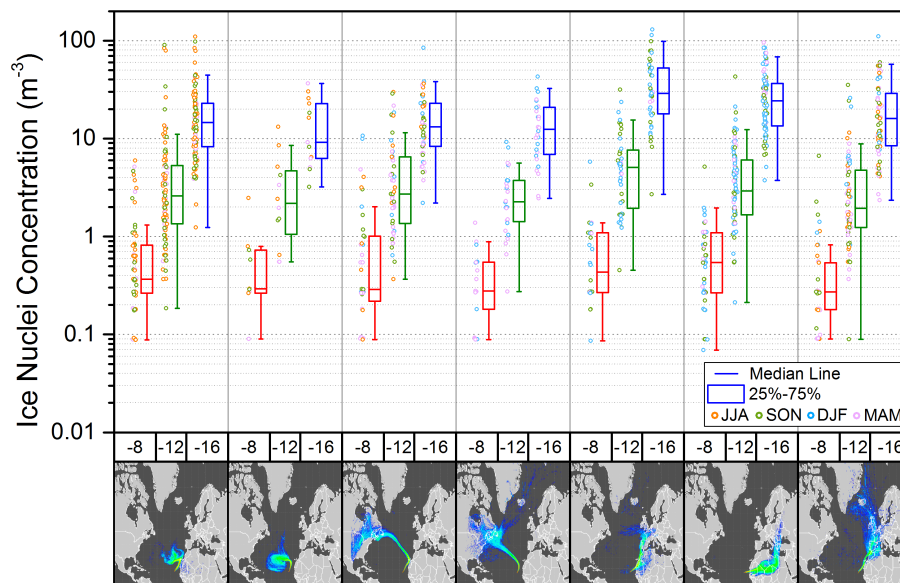 Ice Nuclei Concentration (m-3)
100
10
1
0.1
0.01
Median Line
25%-75%
JJA SON DJF MAM
-8 -12 -16 -8 -12 -16 -8 -12 -16 -8 -12 -16 -8 -12 -16 -8 -12 -16 -8 -12 -16